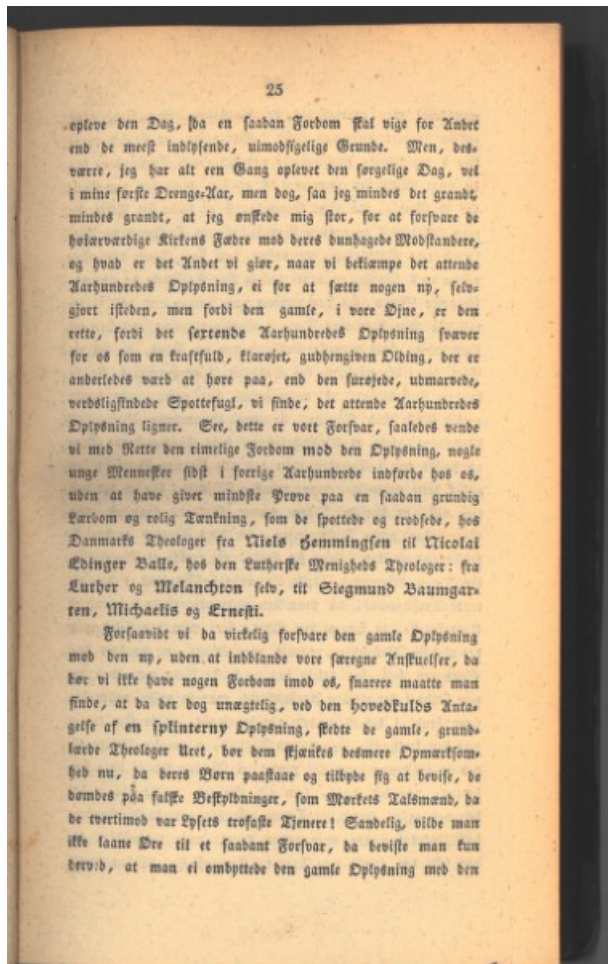 25
opleve den Dag, da en saadan Fordom skal vige for Andet
end de meest indlysende, uimodsigelige Grunde. Men, des-
værre, jeg har alt een Gang oplevet den sørgelige Dag, vel
i mine første Drenge-Aar, men dog, saa jeg mindes det grandt,
mindes grandt, at jeg ønskede mig stor, for at forsvare de
høiærværdige Kirkens Fædre mod deres dunhagede Modstandere,
og hvad er det Andet vi giør, naar vi bekiæmpe det attende
Aarhundredes Oplysning, ei for at sætte nogen ny, selv-
gjort isteden, men fordi den gamle, i vore Øjne, er den
rette, fordi det sextende Aarhundredes Oplysning svæver
for os som en kraftfuld, klarøjet, gudhengiven Olding, der er
anderledes værd at høre paa, end den surøjede, udmarvede,
verdsligsindede Spottefugl, vi finde, det attende Aarhundredes
Oplysning ligner. See, dette er vort Forsvar, saaledes vende
vi med Rette den rimelige Fordom mod den Oplysning, nogle
unge Mennesker sidst i forrige Aarhundrede indførde hos os,
uden at have givet mindste Prøve paa en saadan grundig
Lærdom og rolig Tænkning, som de spottede og trodsede, hos
Danmarks Theologer fra Niels Hemmingsen til Nicolai
Edinger Balle, hos den Lutherske Menigheds Theologer: fra
Luther og Melanchton selv, til Siegmund Baumgar-
ten, Michaelis og Ernesti.
Forsaavidt vi da virkelig forsvare den gamle Oplysning
mod den ny, uden at indblande vore særegne Anskuelser, da
bør vi ikke have nogen Fordom imod os, snarere maatte man
finde, at da der dog unægtelig, ved den hovedkulds Anta-
gelse af en splinterny Oplysning, skedte de gamle, grund-
lærde Theologer Uret, bør dem skjænkes desmere Opmærksom-
hed nu, da deres Børn paastaae og tilbyde sig at bevise, de
dømdes paa falske Beskyldninger, som Mørkets Talsmænd, da
de tvertimod var Lysets trofaste Tjenere! Sandelig, vilde man
ikke laane Øre til et saadant Forsvar, da beviste man kun
derved, at man ei ombyttede den gamle Oplysning med den